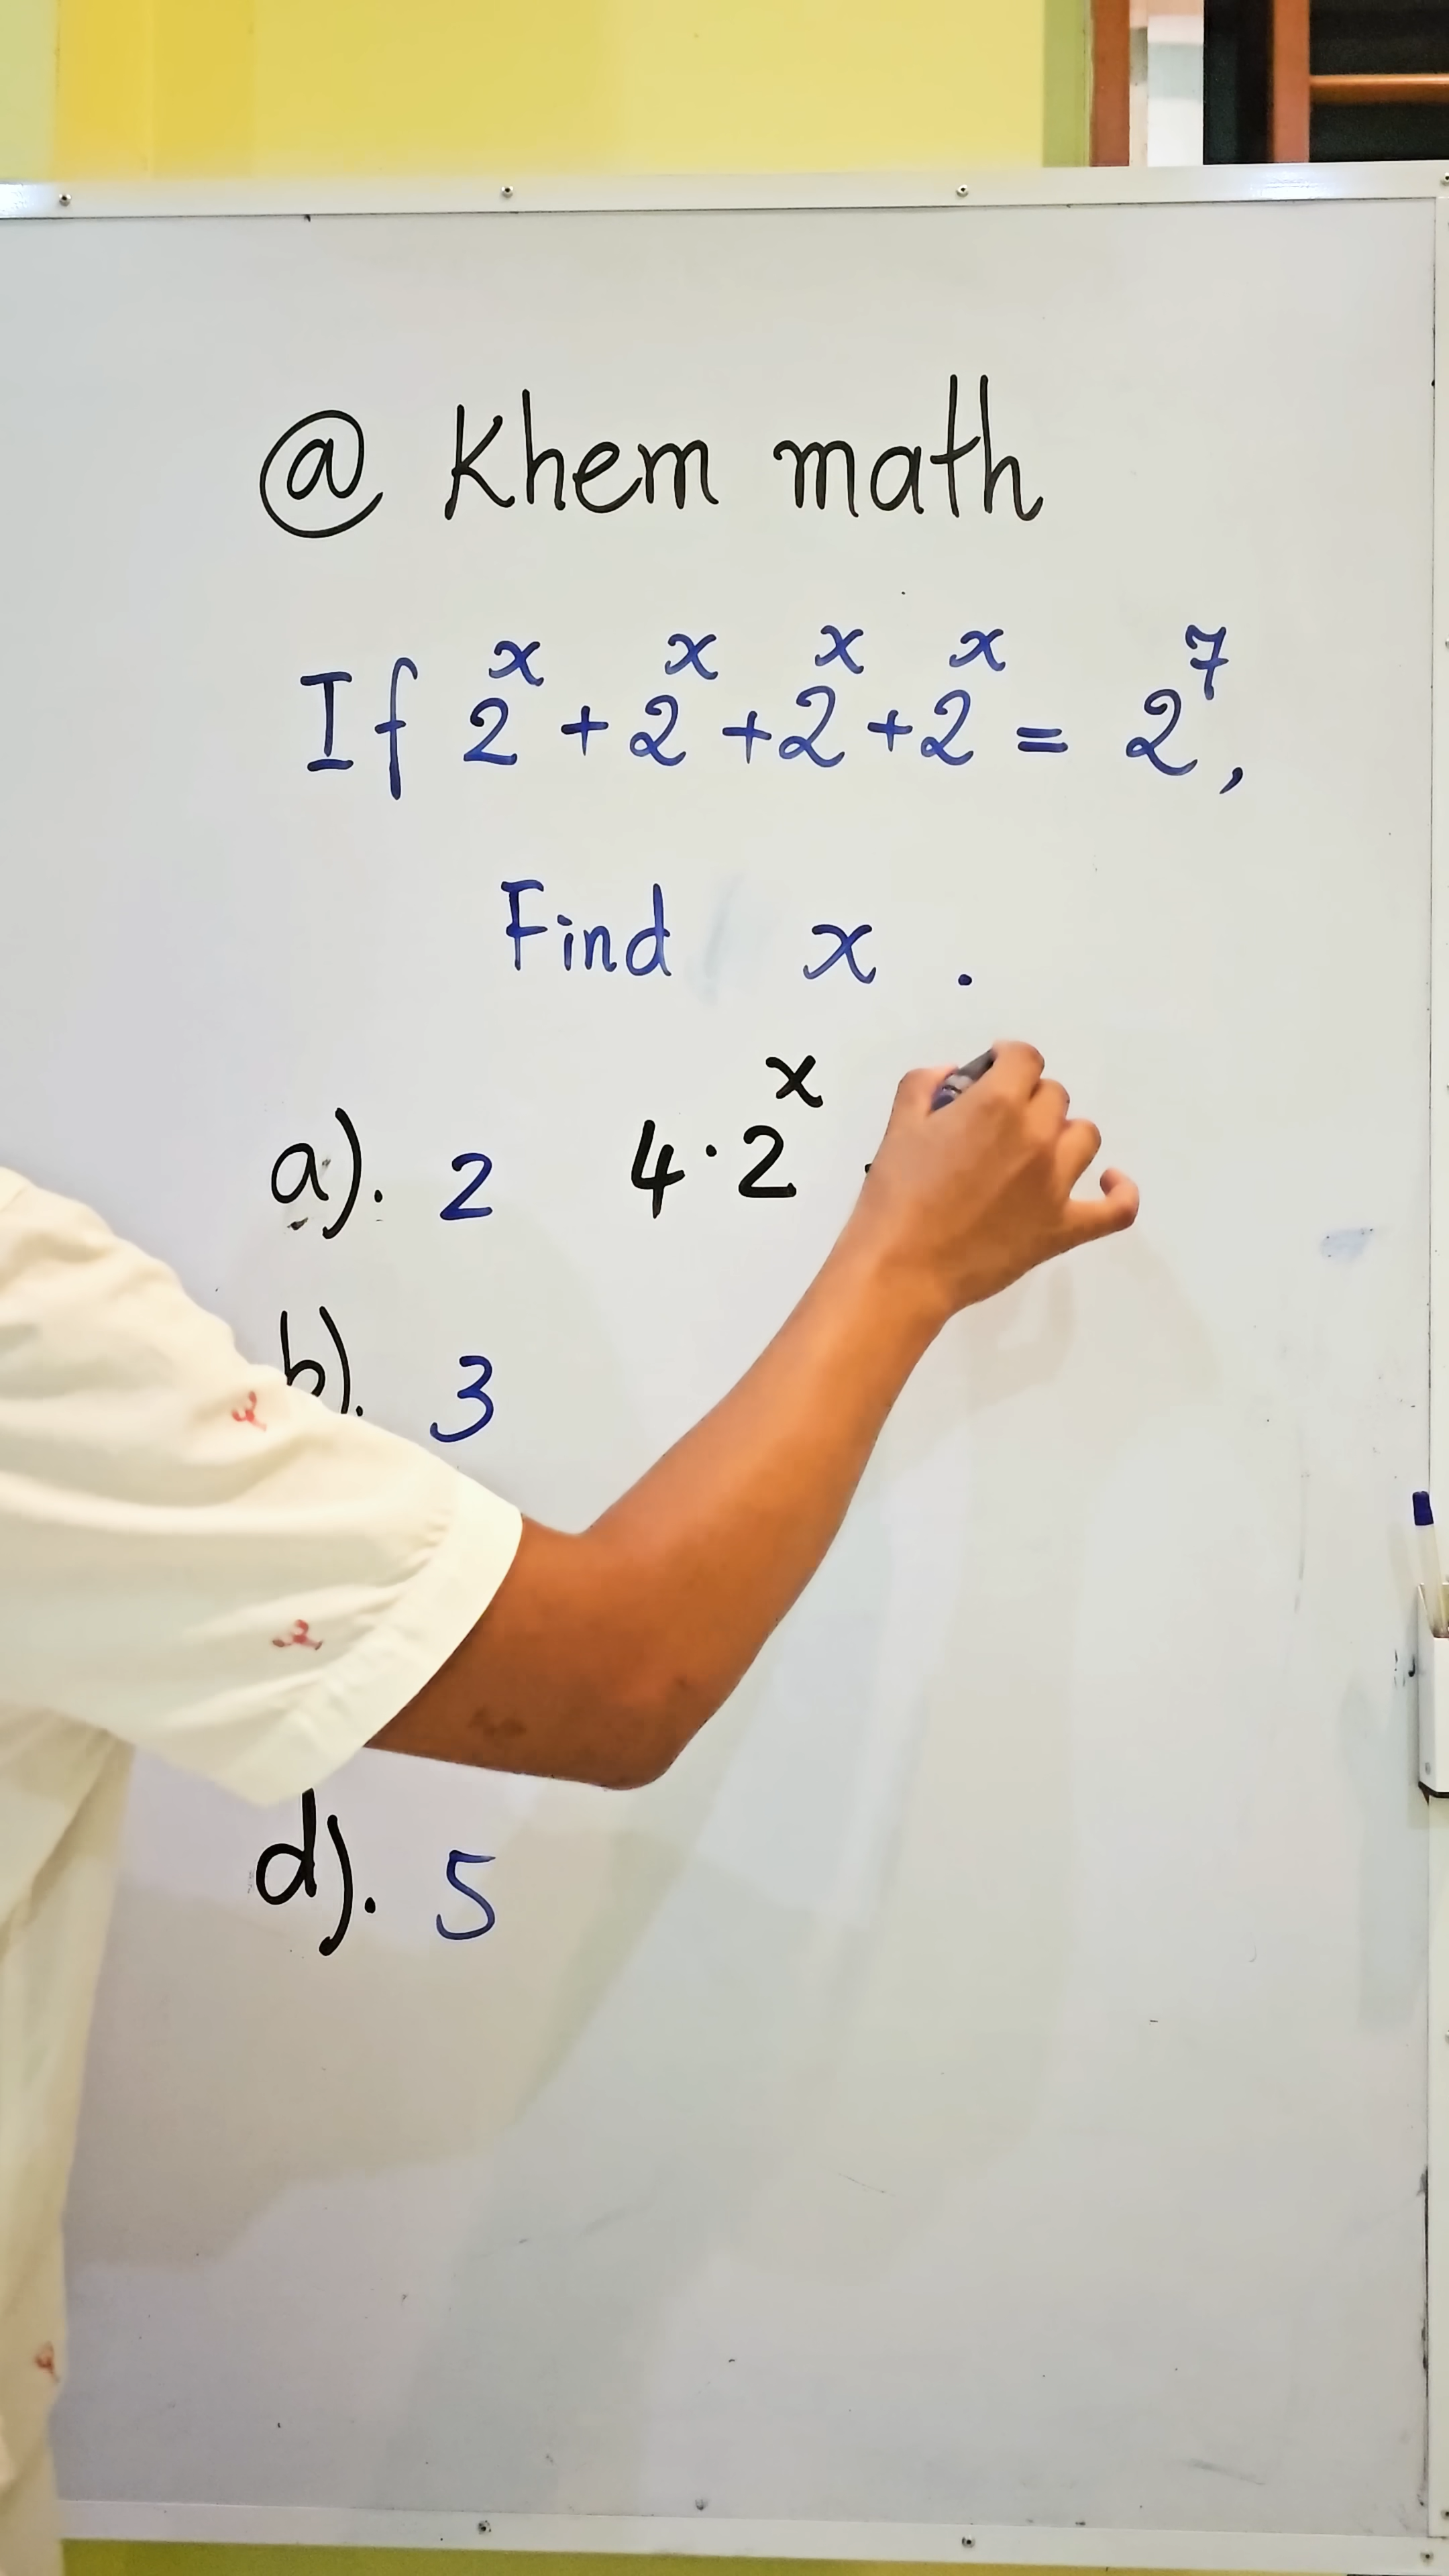 @ Khem math
If 2^x + 2^x + 2^x + 2^x = 2^7,
Find x .
a). 2
4·2^x
b). 3
d). 5